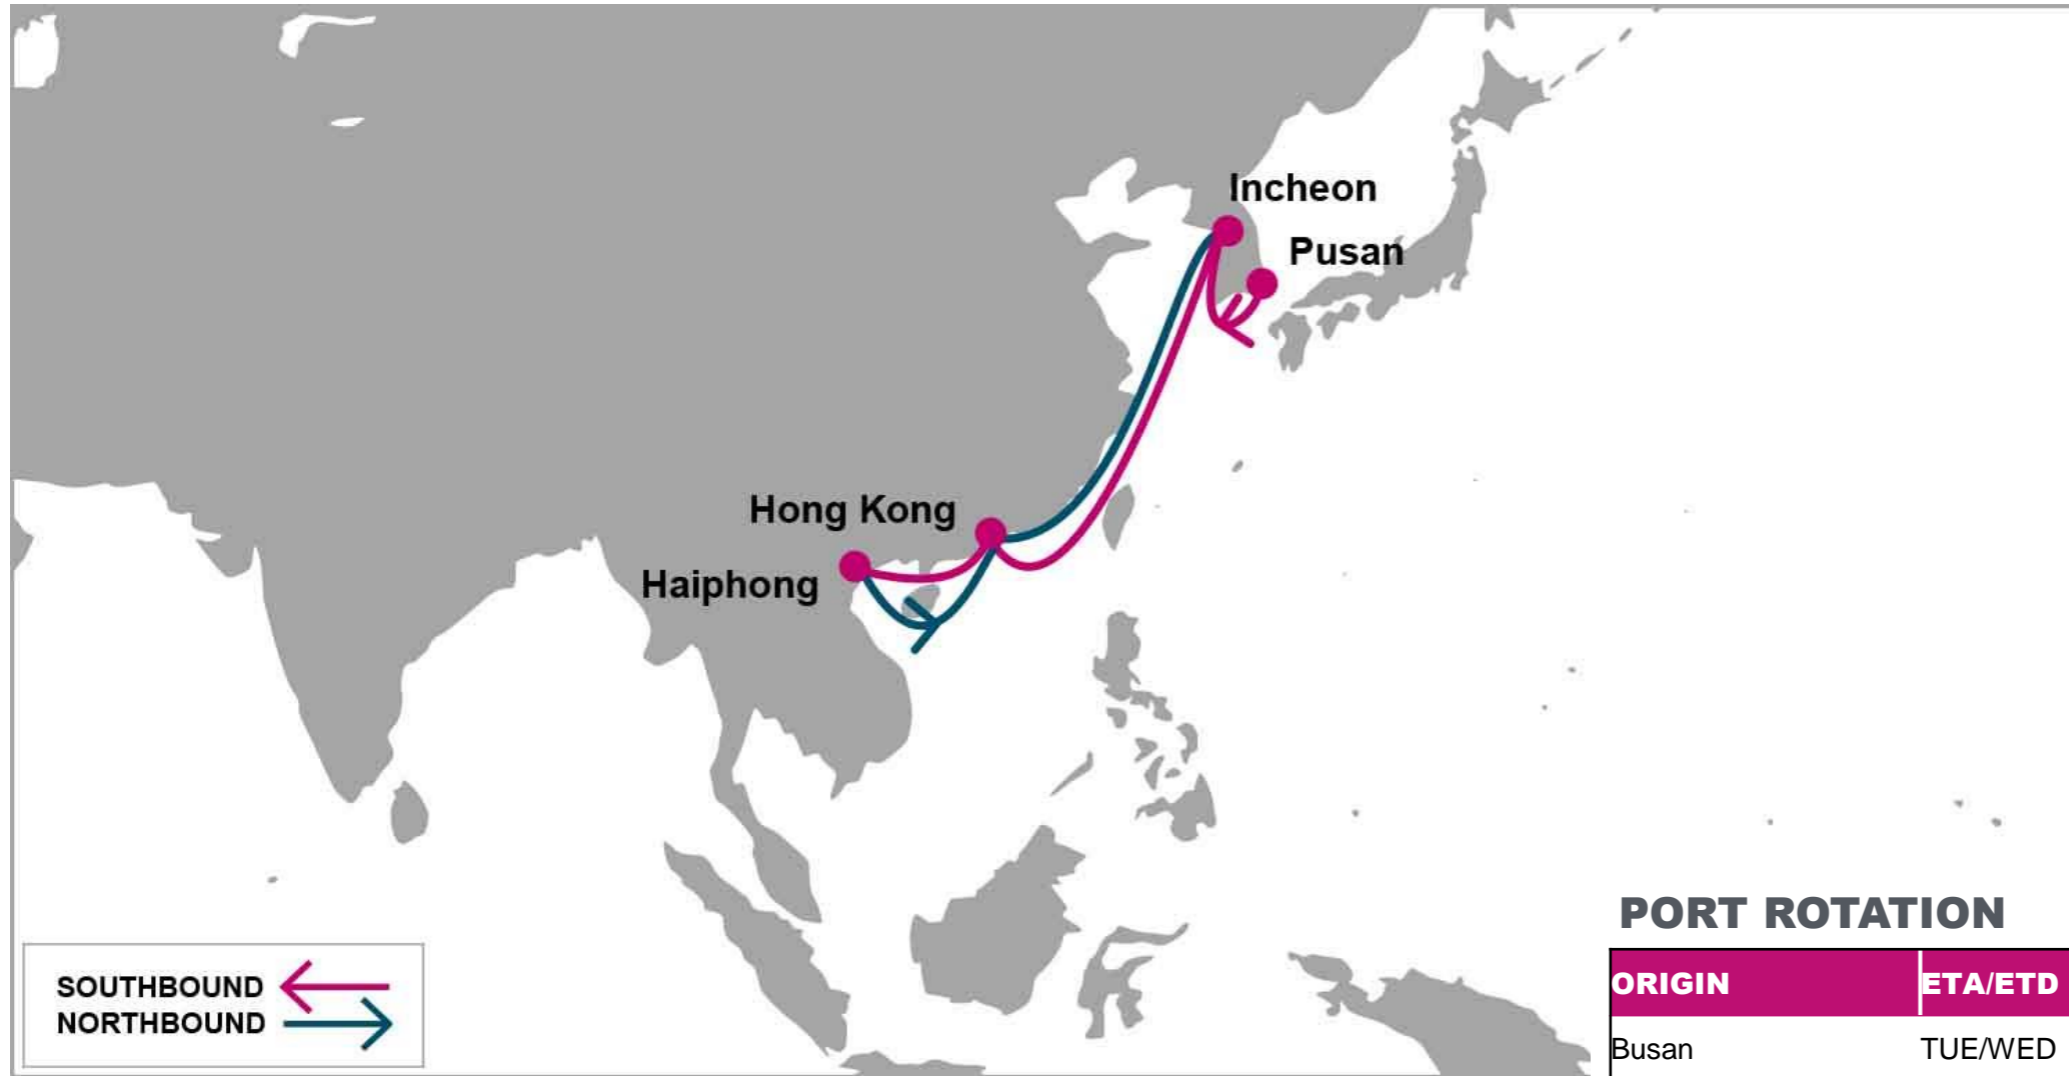 Incheon
Pusan
Hong Kong
Haiphong
SOUTHBOUND
NORTHBOUND
PORT ROTATION
ORIGIN ETA/ETD
Busan TUE/WED